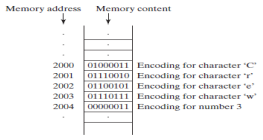 Memory address Memory content
.
.
2000 01000011 Encoding for character ‘C’
2001 01110010 Encoding for character ‘r’
2002 01100101 Encoding for character ‘e’
2003 01110111 Encoding for character ‘w’
2004 00000011 Encoding for number 3
.